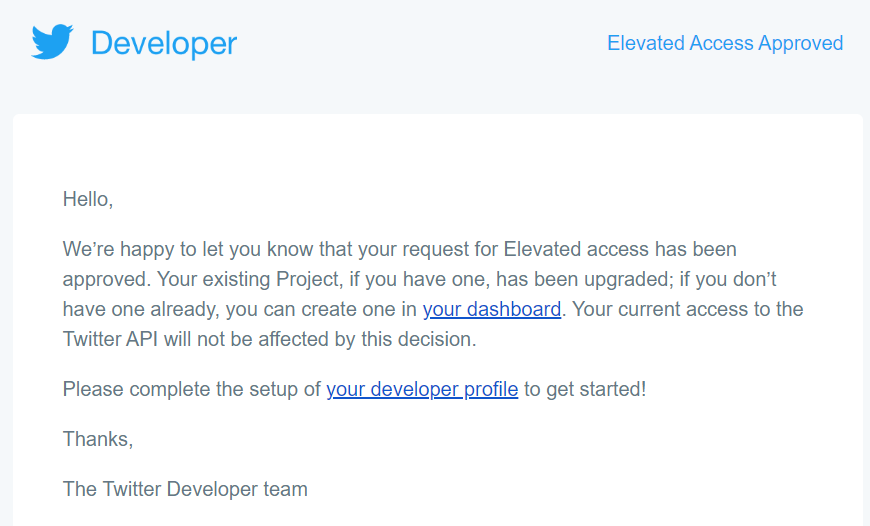 Developer
Elevated Access Approved
Hello,
We’re happy to let you know that your request for Elevated access has been
approved. Your existing Project, if you have one, has been upgraded; if you don’t
have one already, you can create one in your dashboard. Your current access to the
Twitter API will not be affected by this decision.
Please complete the setup of your developer profile to get started!
Thanks,
The Twitter Developer team